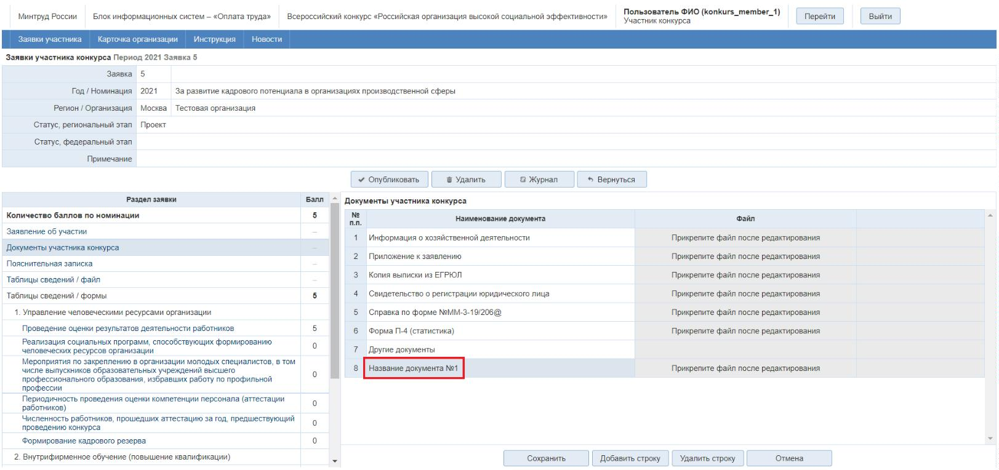 Минтруд России
Блок информационных систем – «Оплата труда»
Всероссийский конкурс «Российская организация высокой социальной эффективности»
Пользователь ФИО (konkurs_member_1)
Участник конкурса
Перейти
Выйти
Заявки участника
Карточка организации
Инструкция
Новости
Заявки участника конкурса Период 2021 Заявка 5
Заявка 5
Год / Номинация 2021 За развитие кадрового потенциала в организациях производственной сферы
Регион / Организация Москва Тестовая организация
Статус, региональный этап Проект
Статус, федеральный этап
Примечание
Опубликовать
Удалить
Журнал
Вернуться
Раздел заявки Балл
Количество баллов по номинации 5
Заявление об участии –
Документы участника конкурса –
Пояснительная записка –
Таблицы сведений / файл –
Таблицы сведений / формы 5
1. Управление человеческими ресурсами организации
Проведение оценки результатов деятельности работников 5
Реализация социальных программ, способствующих формированию
человеческих ресурсов организации 0
Мероприятия по закреплению в организации молодых специалистов, в том
числе выпускников образовательных учреждений высшего
профессионального образования, избравших работу по профильной
профессии 0
Периодичность проведения оценки компетенции персонала (аттестации
работников) 0
Численность работников, прошедших аттестацию за год, предшествующий
проведению конкурса 0
Формирование кадрового резерва 0
2. Внутрифирменное обучение (повышение квалификации)
Документы участника конкурса
№
п.п. Наименование документа Файл
1 Информация о хозяйственной деятельности Прикрепите файл после редактирования
2 Приложение к заявлению Прикрепите файл после редактирования
3 Копия выписки из ЕГРЮЛ Прикрепите файл после редактирования
4 Свидетельство о регистрации юридического лица Прикрепите файл после редактирования
5 Справка по форме №ММ-3-19/206@ Прикрепите файл после редактирования
6 Форма П-4 (статистика) Прикрепите файл после редактирования
7 Другие документы
8 Название документа №1 Прикрепите файл после редактирования
Сохранить
Добавить строку
Удалить строку
Отмена